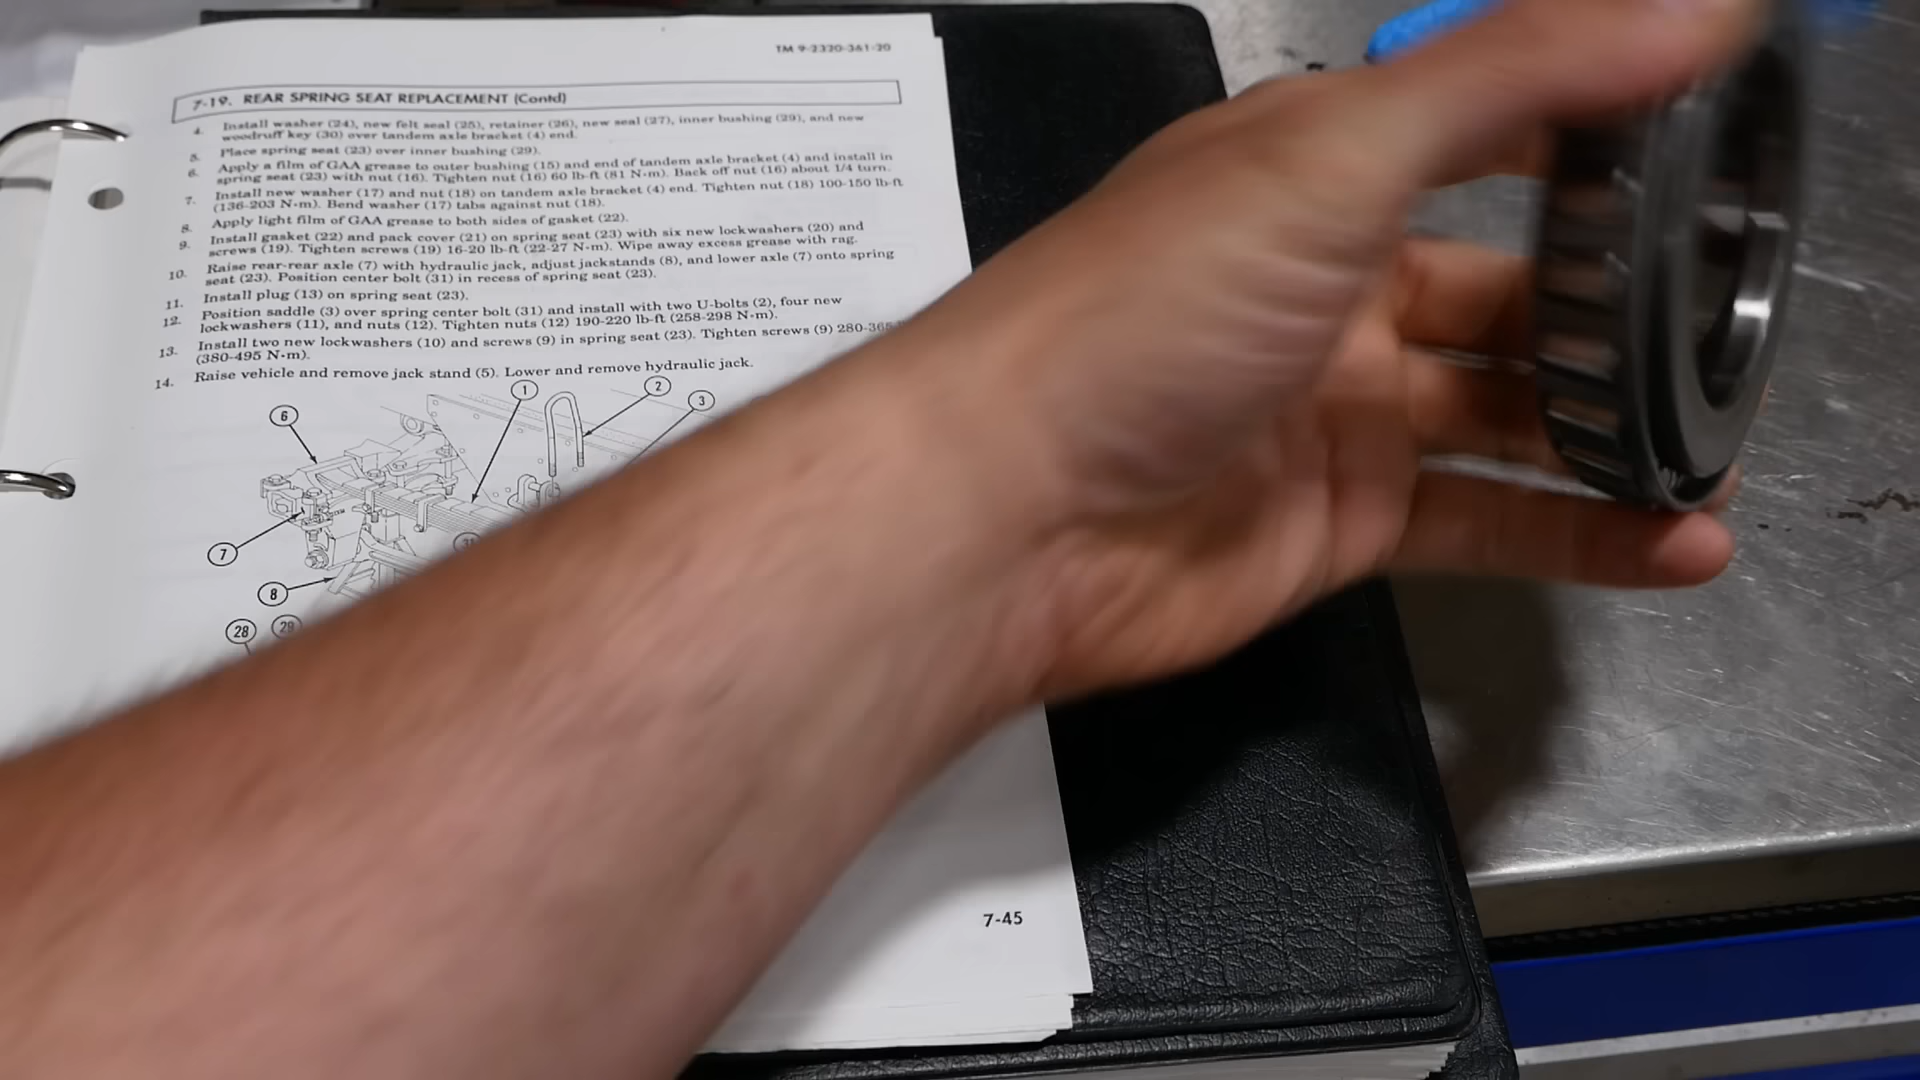 TM 9-2320-361-20
7-19. REAR SPRING SEAT REPLACEMENT (Contd)
4. Install washer (24), new felt seal (25), retainer (26), new seal (27), inner bushing (29), and new
woodruff key (30) over tandem axle bracket (4) end.
5. Place spring seat (23) over inner bushing (29).
6. Apply a film of GAA grease to outer bushing (15) and end of tandem axle bracket (4) and install in
spring seat (23) with nut (16). Tighten nut (16) 60 lb-ft (81 N•m). Back off nut (16) about 1/4 turn.
7. Install new washer (17) and nut (18) on tandem axle bracket (4) end. Tighten nut (18) 100-150 lb-ft
(136-203 N•m). Bend washer (17) tabs against nut (18).
8. Apply light film of GAA grease to both sides of gasket (22).
9. Install gasket (22) and pack cover (21) on spring seat (23) with six new lockwashers (20) and
screws (19). Tighten screws (19) 16-20 lb-ft (22-27 N•m). Wipe away excess grease with rag.
10. Raise rear-rear axle (7) with hydraulic jack, adjust jackstands (8), and lower axle (7) onto spring
seat (23). Position center bolt (31) in recess of spring seat (23).
11. Install plug (13) on spring seat (23).
12. Position saddle (3) over spring center bolt (31) and install with two U-bolts (2), four new
lockwashers (11), and nuts (12). Tighten nuts (12) 190-220 lb-ft (258-298 N•m).
13. Install two new lockwashers (10) and screws (9) in spring seat (23). Tighten screws (9) 280-365
(380-495 N•m).
14. Raise vehicle and remove jack stand (5). Lower and remove hydraulic jack.
1
2
3
6
7
31
8
28
29
7-45